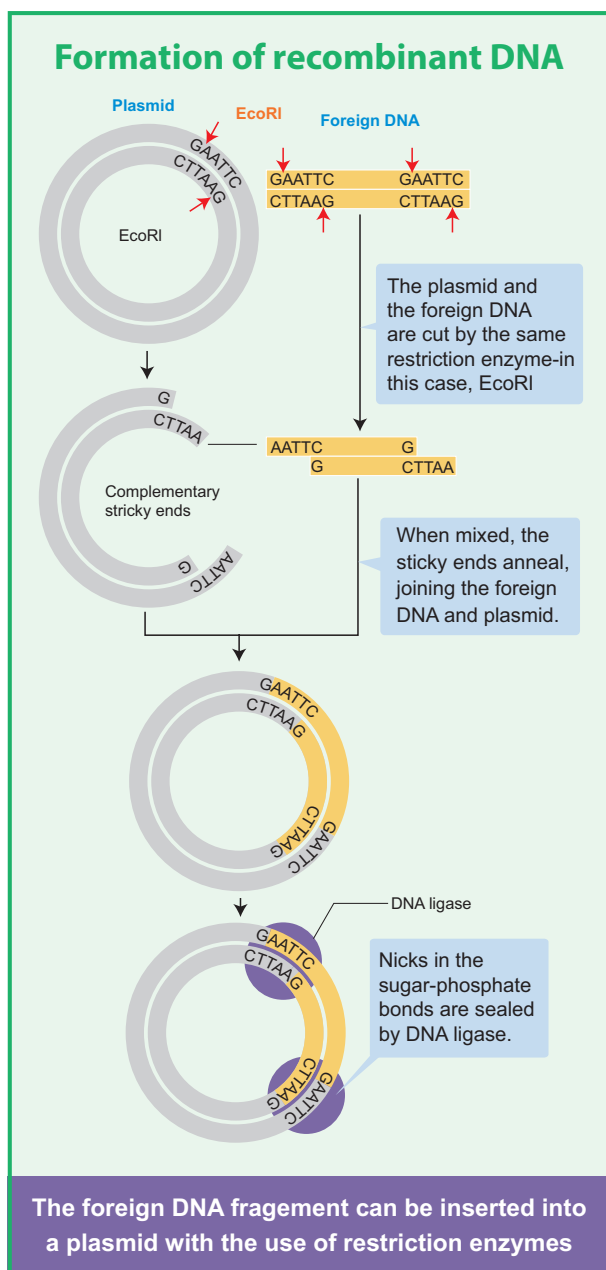 Formation of recombinant DNA
Plasmid
EcoRI
Foreign DNA
GAATTC
CTTAAG
EcoRI
GAATTC GAATTC
CTTAAG CTTAAG
The plasmid and
the foreign DNA
are cut by the same
restriction enzyme-in
this case, EcoRI
G
CTTAA
AATTC G
G CTTAA
Complementary
stricky ends
G
AATTC
When mixed, the
sticky ends anneal,
joining the foreign
DNA and plasmid.
GAATTC
CTTAAG
CTTAAG
GAATTC
DNA ligase
GAATTC
CTTAAG
Nicks in the
sugar-phosphate
bonds are sealed
by DNA ligase.
CTTAAG
GAATTC
The foreign DNA fragement can be inserted into
a plasmid with the use of restriction enzymes